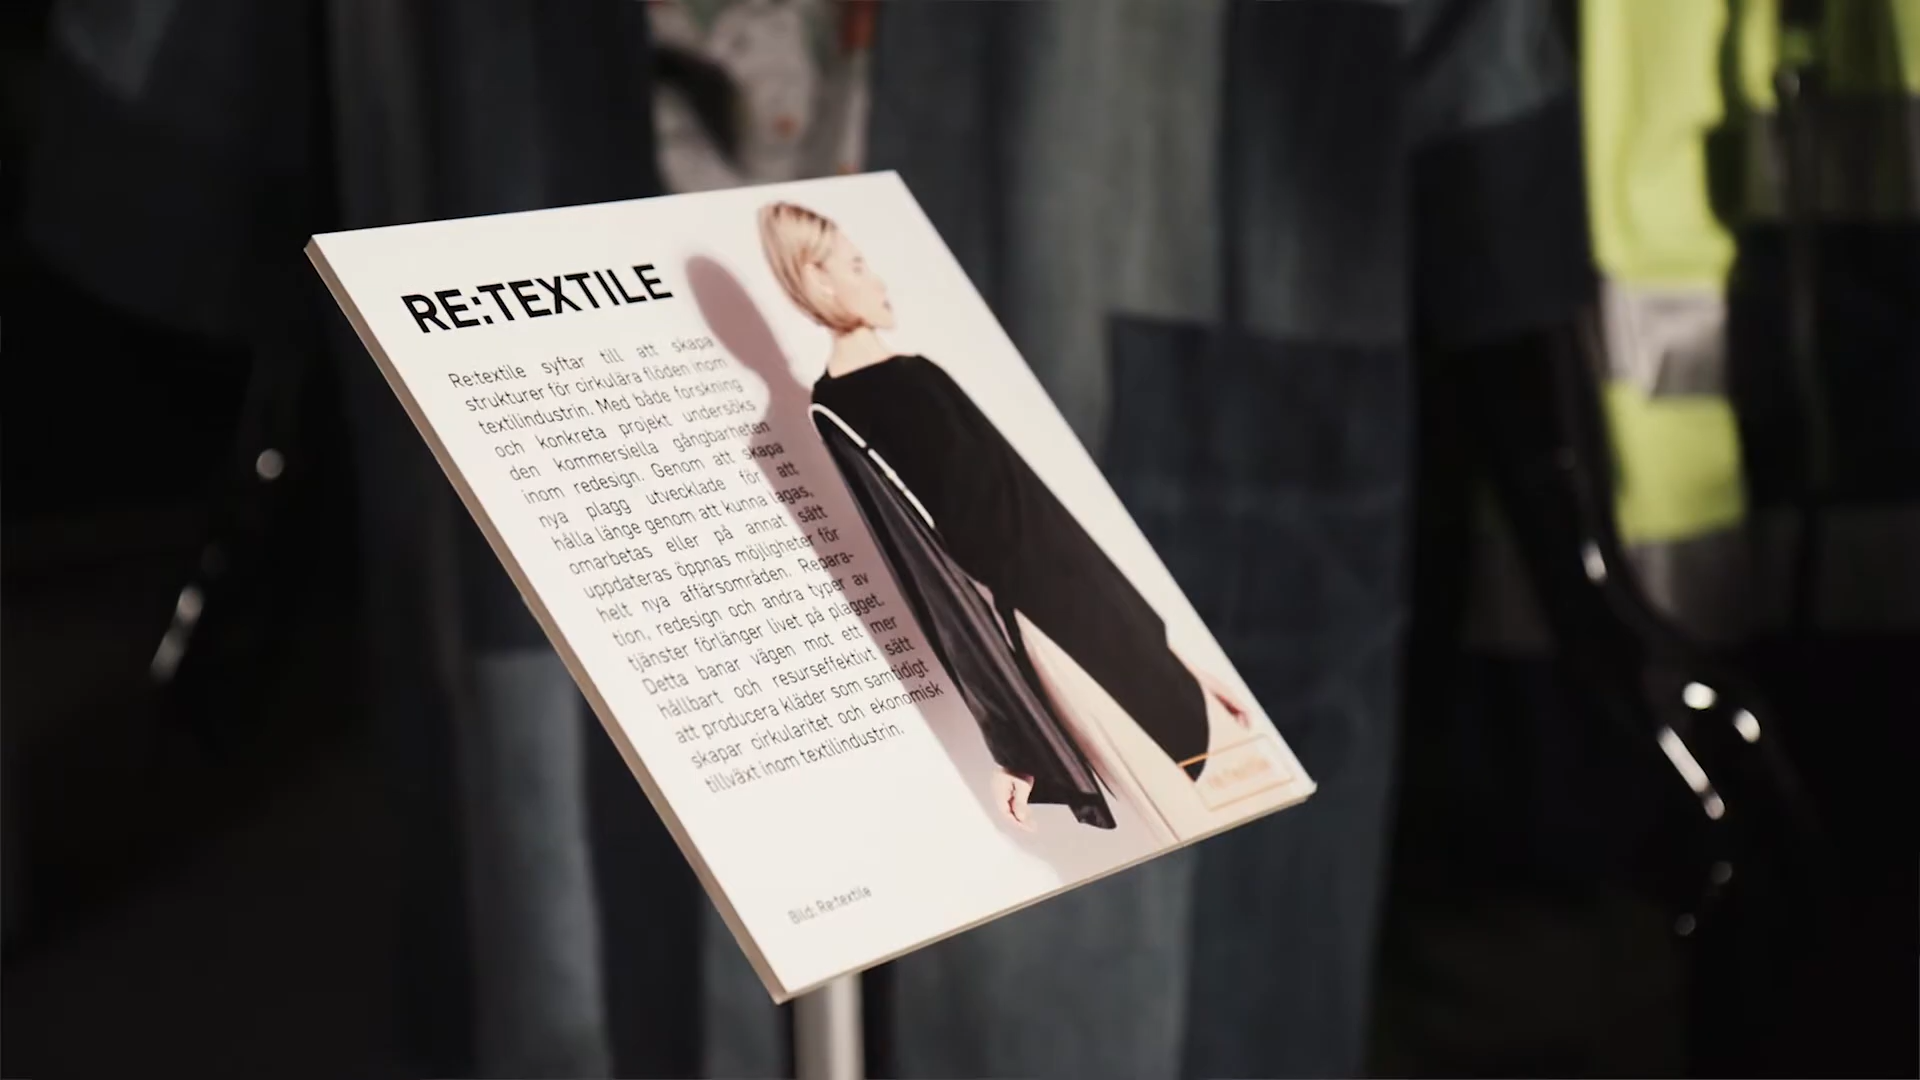 RE:TEXTILE
Re:textile syftar till att skapa
strukturer för cirkulära flöden inom
textilindustrin. Med både forskning
och konkreta projekt undersöks
den kommersiella gångbarheten
inom redesign. Genom att skapa
nya plagg utvecklade för att
hålla länge genom att kunna lagas,
omarbetas eller på annat sätt
uppdateras öppnas möjligheter för
helt nya affärsområden. Repara-
tion, redesign och andra typer av
tjänster förlänger livet på plagget.
Detta banar vägen mot ett mer
hållbart och resurseffektivt sätt
att producera kläder som samtidigt
skapar cirkularitet och ekonomisk
tillväxt inom textilindustrin.
Bild: Re:textile